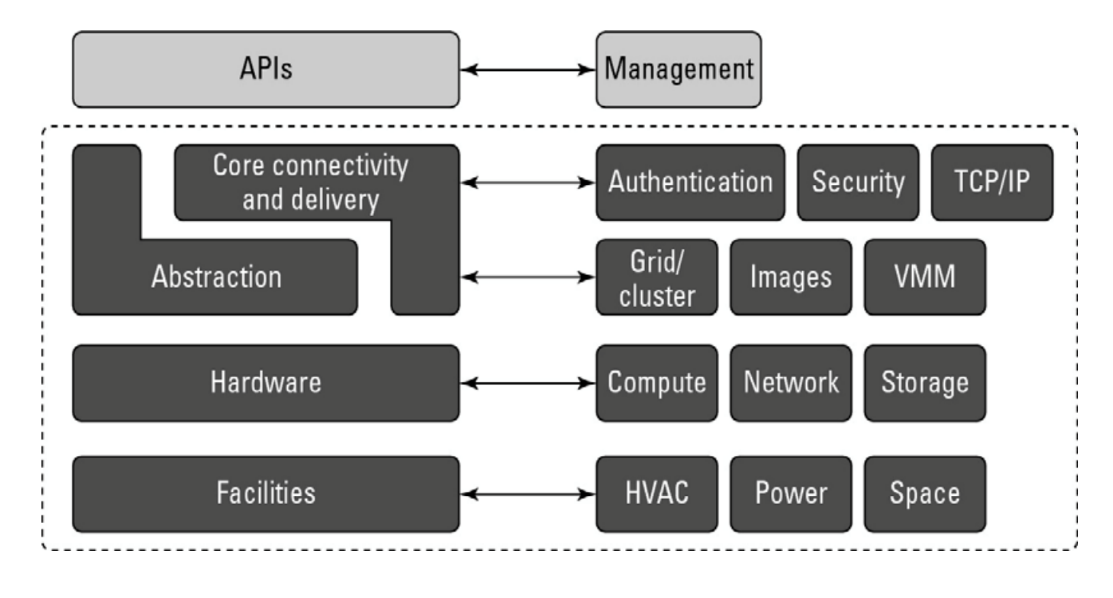 APIs
Management
Core connectivity
and delivery
Authentication
Security
TCP/IP
Abstraction
Grid/
cluster
Images
VMM
Hardware
Compute
Network
Storage
Facilities
HVAC
Power
Space